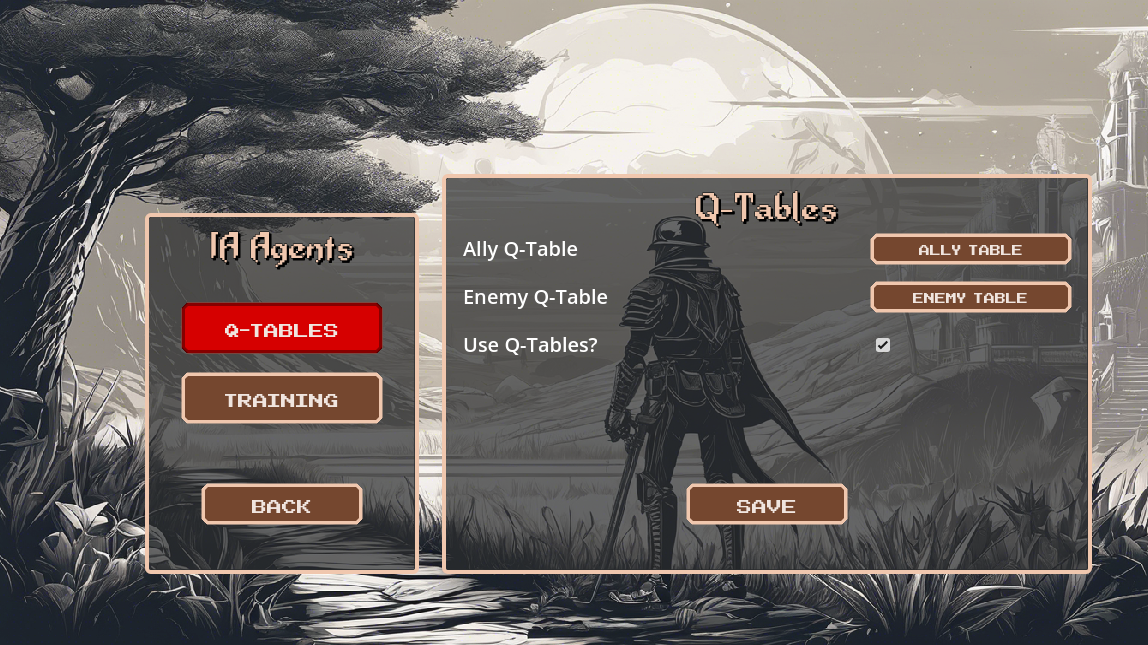 IA Agents
Q-TABLES
TRAINING
BACK
Q-Tables
Ally Q-Table
ALLY TABLE
Enemy Q-Table
ENEMY TABLE
Use Q-Tables?
SAVE